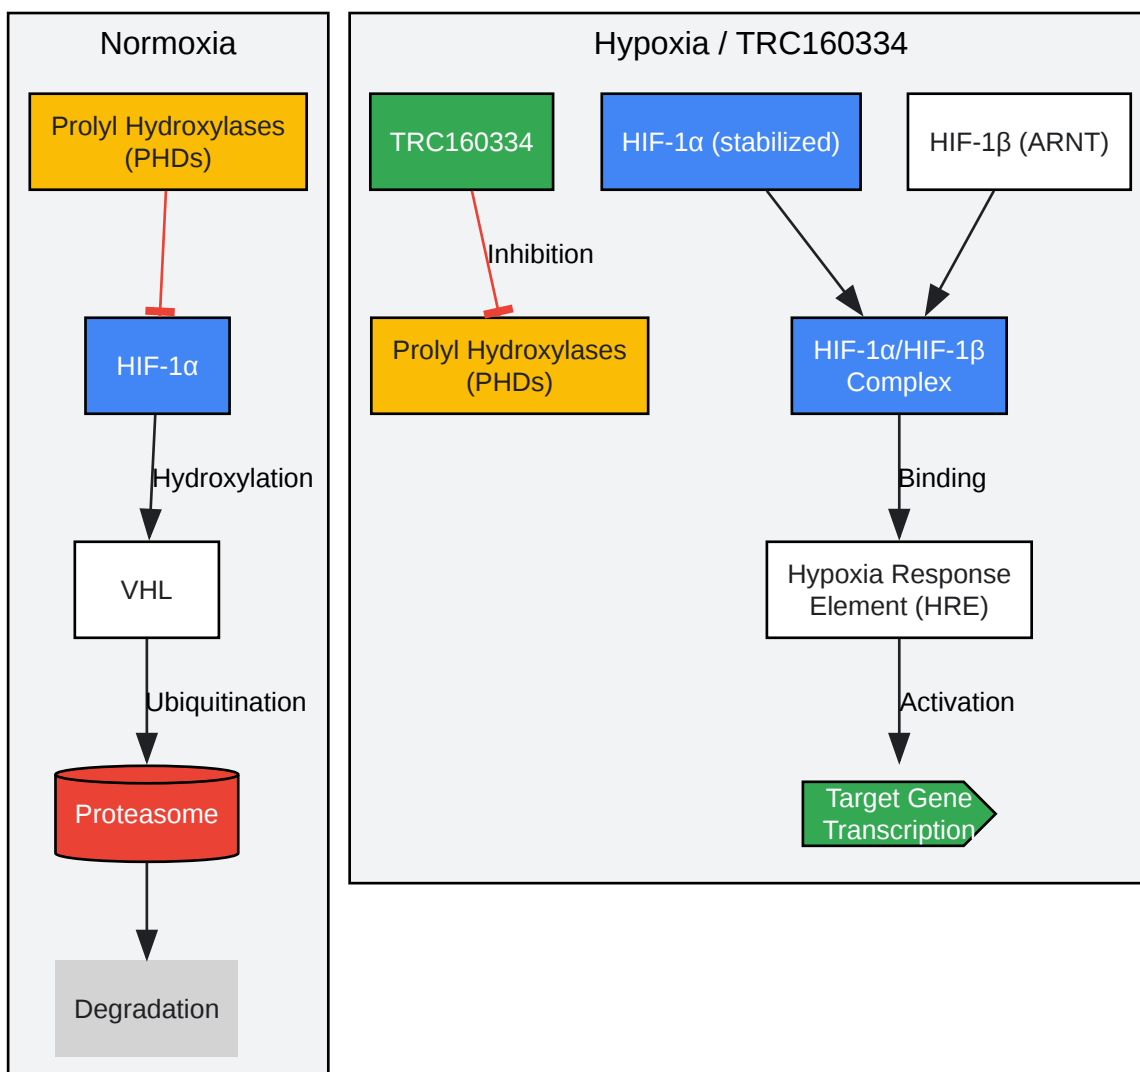 Normoxia
Prolyl Hydroxylases
(PHDs)
HIF-1α
Hydroxylation
VHL
Ubiquitination
Proteasome
Degradation
Hypoxia / TRC160334
TRC160334
HIF-1α (stabilized)
HIF-1β (ARNT)
Inhibition
Prolyl Hydroxylases
(PHDs)
HIF-1α/HIF-1β
Complex
Binding
Hypoxia Response
Element (HRE)
Activation
Target Gene
Transcription